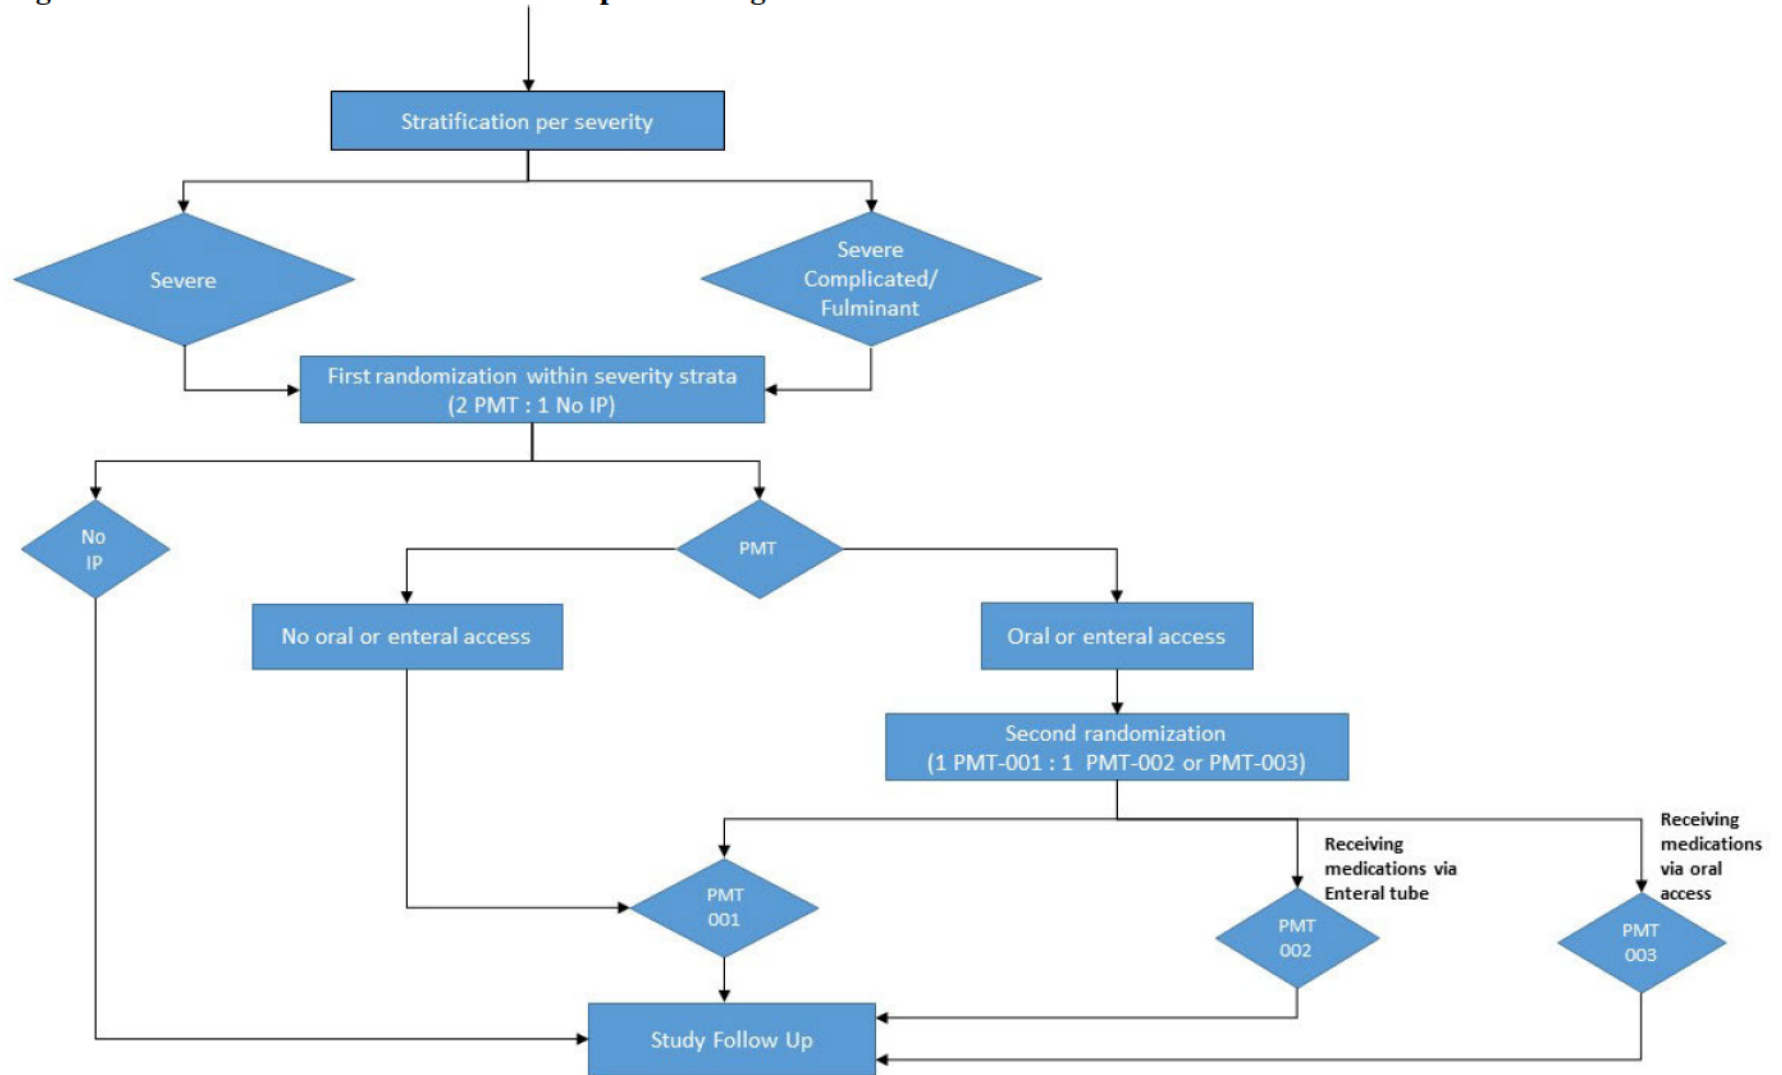 Stratification per severity
Severe
Severe
Complicated/
Fulminant
First randomization within severity strata
(2 PMT : 1 No IP)
No
IP
PMT
No oral or enteral access
Oral or enteral access
Second randomization
(1 PMT-001 : 1 PMT-002 or PMT-003)
Receiving
medications via
Enteral tube
Receiving
medications
via oral
access
PMT
001
PMT
002
PMT
003
Study Follow Up